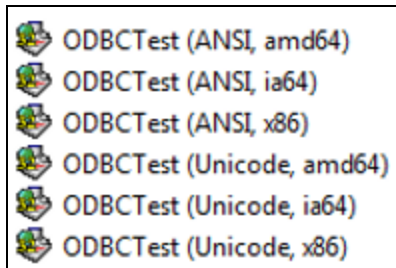 ODBCTest (ANSI, amd64)
ODBCTest (ANSI, ia64)
ODBCTest (ANSI, x86)
ODBCTest (Unicode, amd64)
ODBCTest (Unicode, ia64)
ODBCTest (Unicode, x86)